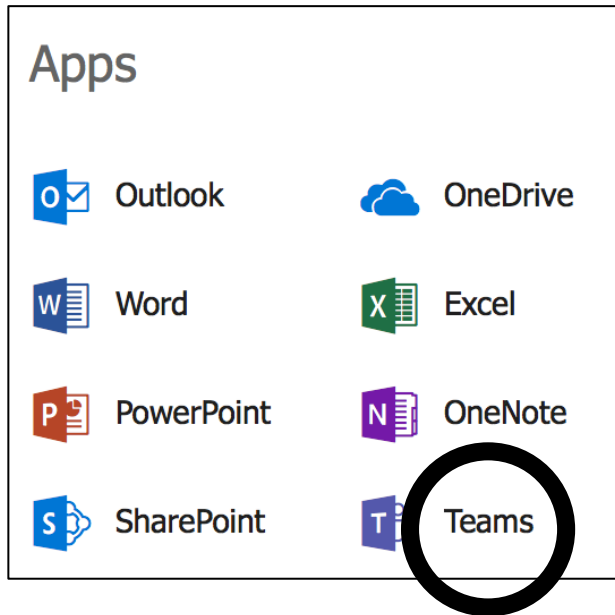 Apps
O Outlook
OneDrive
W Word
X Excel
P PowerPoint
N OneNote
S SharePoint
T Teams